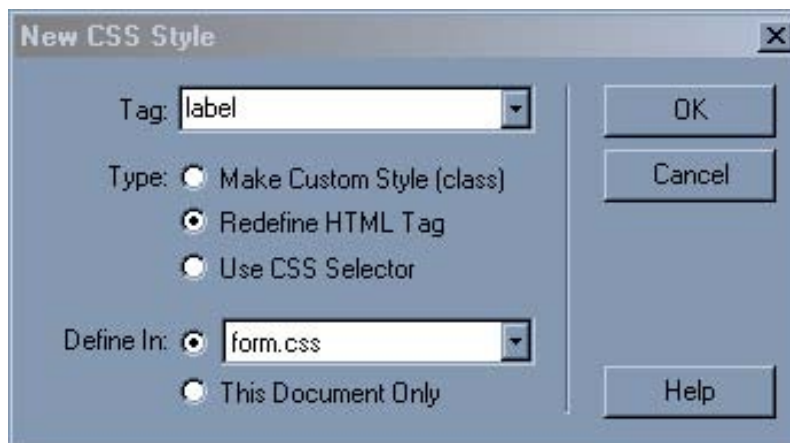 New CSS Style
Tag: label
OK
Type: Make Custom Style (class)
Cancel
Redefine HTML Tag
Use CSS Selector
Define In: form.css
This Document Only
Help